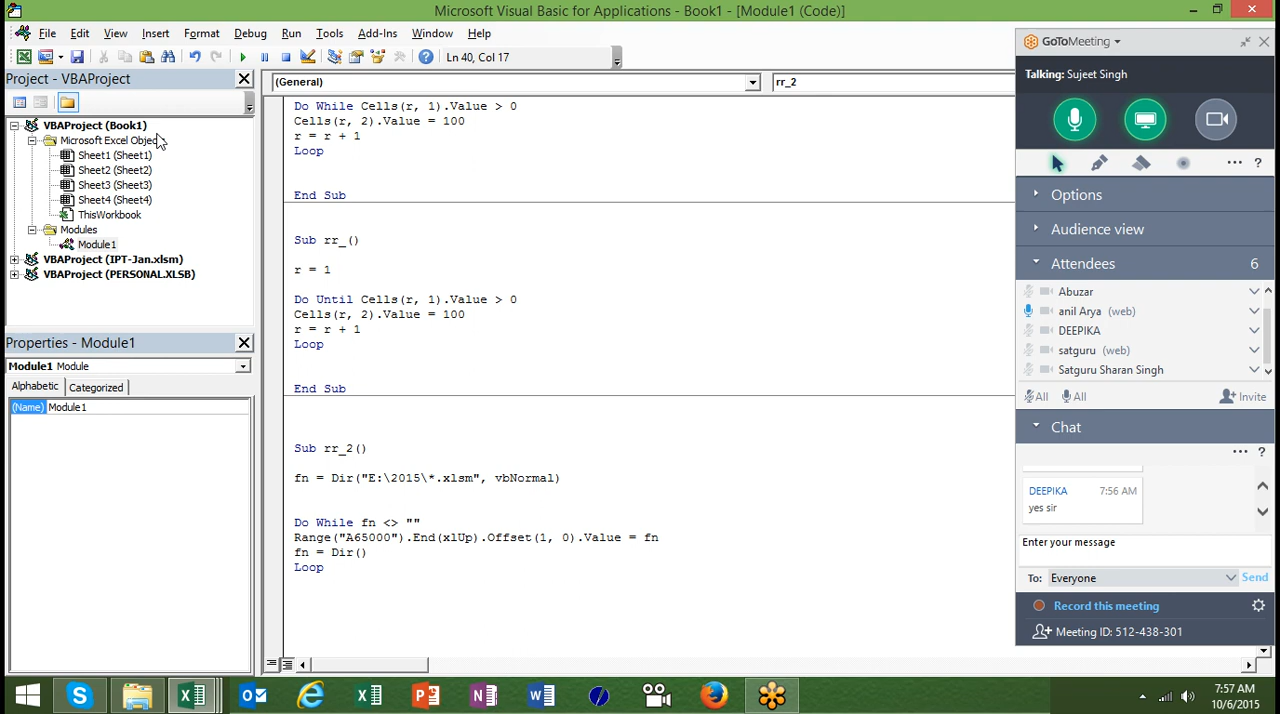 Microsoft Visual Basic for Applications - Book1 - [Module1 (Code)]
File Edit View Insert Format Debug Run Tools Add-Ins Window Help
Ln 40, Col 17
Project - VBAProject
VBAProject (Book1)
Microsoft Excel Objec
Sheet1 (Sheet1)
Sheet2 (Sheet2)
Sheet3 (Sheet3)
Sheet4 (Sheet4)
ThisWorkbook
Modules
Module1
VBAProject (IPT-Jan.xlsm)
VBAProject (PERSONAL.XLSB)
Properties - Module1
Module1 Module
Alphabetic Categorized
(Name) Module1
(General) rr_2
Do While Cells(r, 1).Value > 0
Cells(r, 2).Value = 100
r = r + 1
Loop
End Sub
Sub rr_()
r = 1
Do Until Cells(r, 1).Value > 0
Cells(r, 2).Value = 100
r = r + 1
Loop
End Sub
Sub rr_2()
fn = Dir("E:\2015\*.xlsm", vbNormal)
Do While fn <> ""
Range("A65000").End(xlUp).Offset(1, 0).Value = fn
fn = Dir()
Loop
GoToMeeting
Talking: Sujeet Singh
Options
Audience view
Attendees 6
Abuzar
anil Arya (web)
DEEPIKA
satguru (web)
Satguru Sharan Singh
All All Invite
Chat
DEEPIKA 7:56 AM
yes sir
Enter your message
To: Everyone Send
Record this meeting
Meeting ID: 512-438-301
7:57 AM
10/6/2015